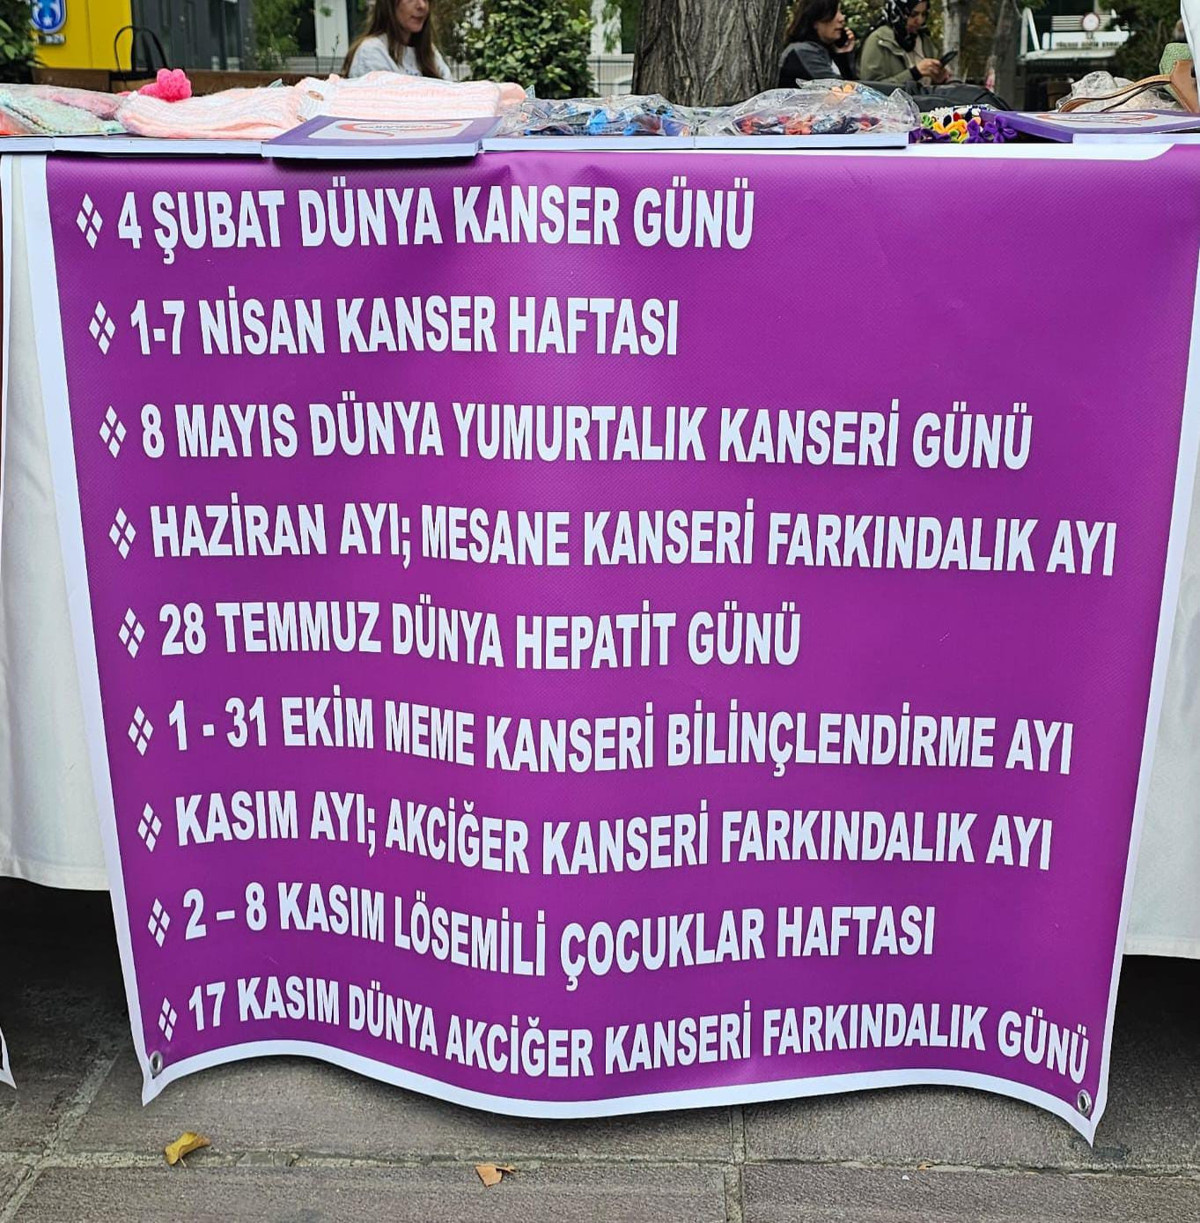 ❖ 4 ŞUBAT DÜNYA KANSER GÜNÜ
❖ 1-7 NİSAN KANSER HAFTASI
❖ 8 MAYIS DÜNYA YUMURTALIK KANSERİ GÜNÜ
❖ HAZİRAN AYI; MESANE KANSERİ FARKINDALIK AYI
❖ 28 TEMMUZ DÜNYA HEPATİT GÜNÜ
❖ 1 - 31 EKİM MEME KANSERİ BİLİNÇLENDİRME AYI
❖ KASIM AYI; AKCİĞER KANSERİ FARKINDALIK AYI
❖ 2 – 8 KASIM LÖSEMİLİ ÇOCUKLAR HAFTASI
❖ 17 KASIM DÜNYA AKCİĞER KANSERİ FARKINDALIK GÜNÜ